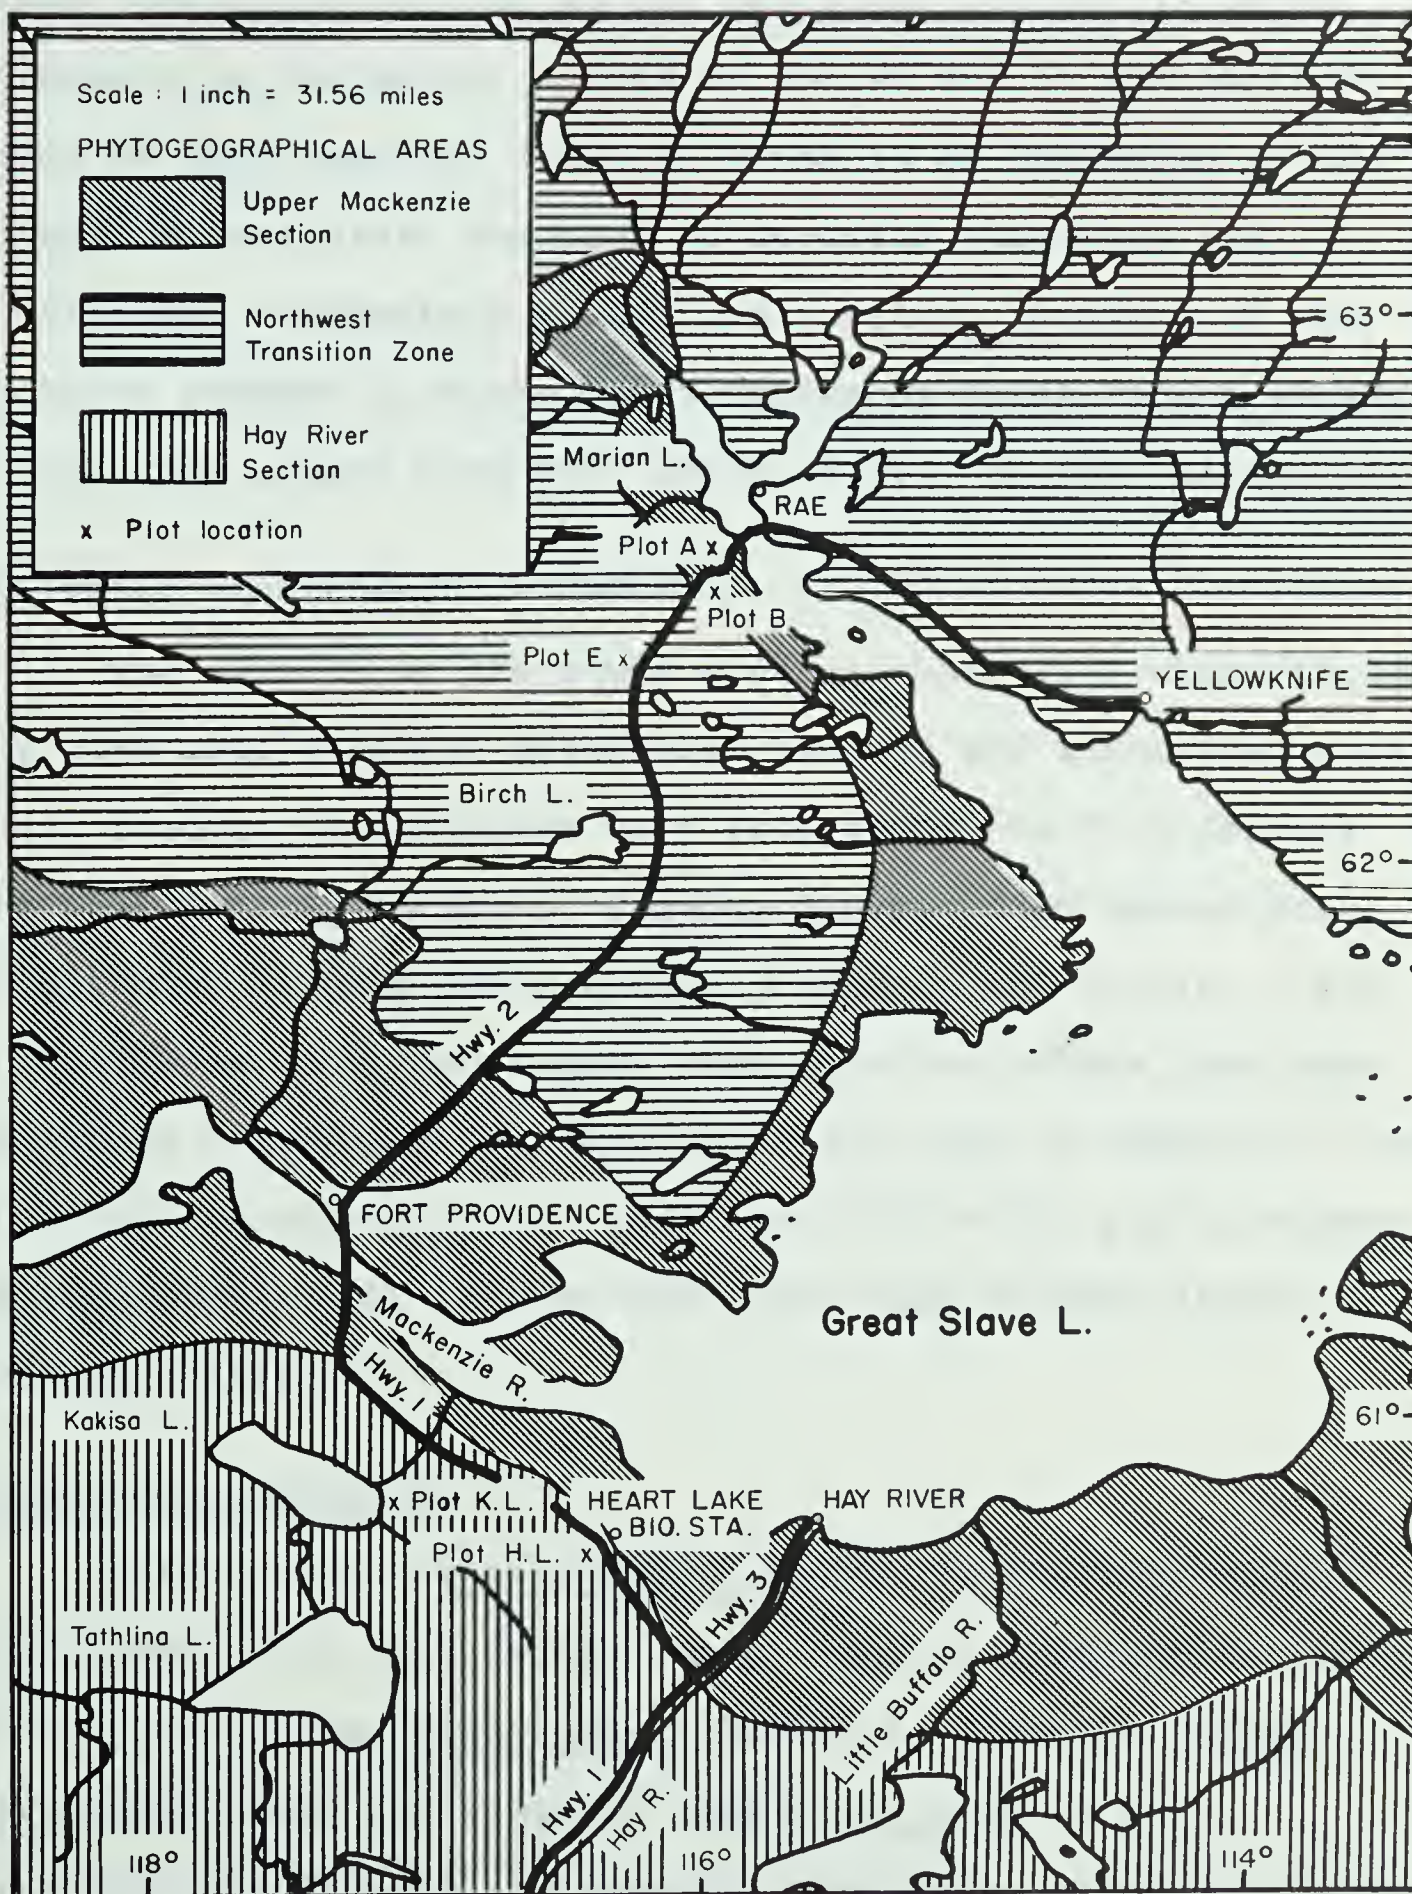 Scale : 1 inch = 31.56 miles
PHYTOGEOGRAPHICAL AREAS
Upper Mackenzie
Section
Northwest
Transition Zone
Hay River
Sectian
x Plot location
63°
Marian L.
RAE
Plot A x
x
Plot B
Plot E x
YELLOWKNIFE
Birch L.
62°
Hwy. 2
FORT PROVIDENCE
Mackenzie R.
Great Slave L.
Hwy. 1
Kakisa L.
61°
x Plot K.L.
HEART LAKE
BIO. STA.
HAY RIVER
Plot H.L. x
Hwy. 3
Tathlina L.
Little Buffalo R.
Hwy. 1
Hay R.
118°
116°
114°